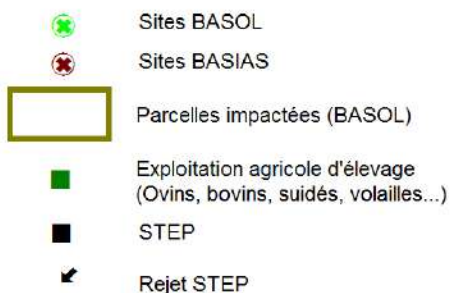 Sites BASOL
Sites BASIAS
Parcelles impactées (BASOL)
Exploitation agricole d'élevage
(Ovins, bovins, suidés, volailles...)
STEP
Rejet STEP